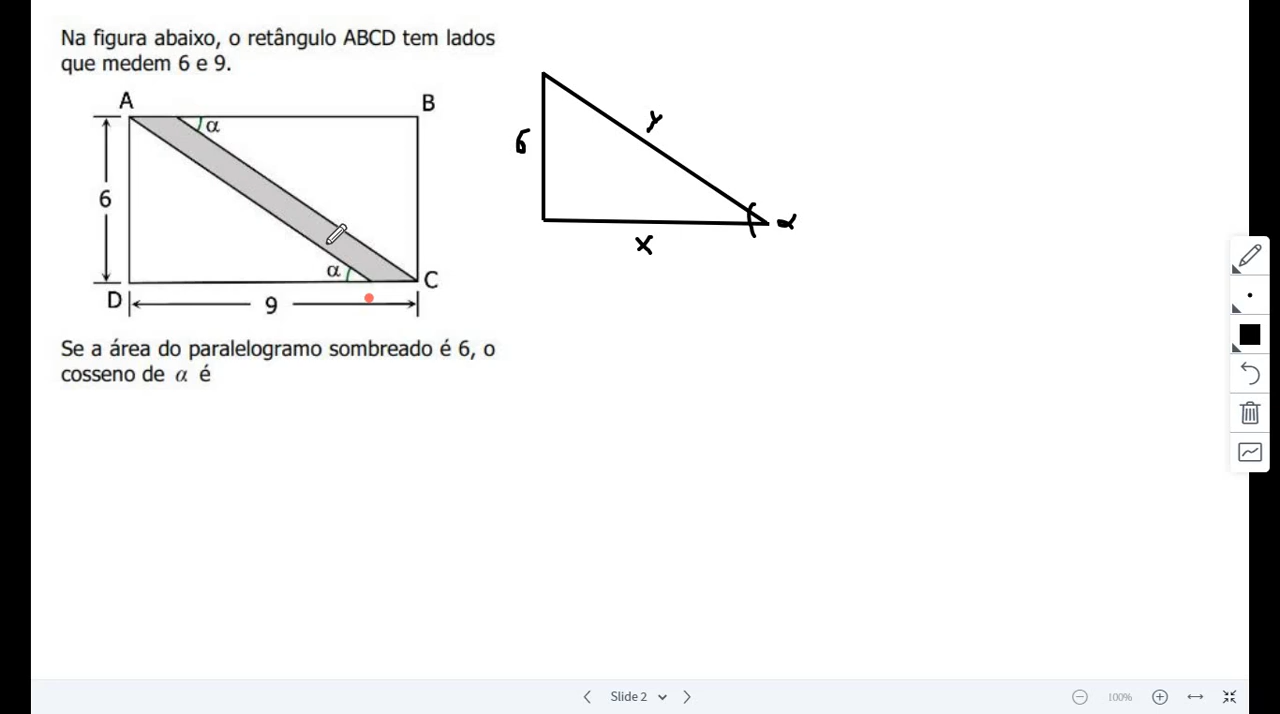 Na figura abaixo, o retângulo ABCD tem lados
que medem 6 e 9.
A
B
α
6
α
C
D
9
6
y
x
α
Se a área do paralelogramo sombreado é 6, o
cosseno de α é
Slide 2
100%